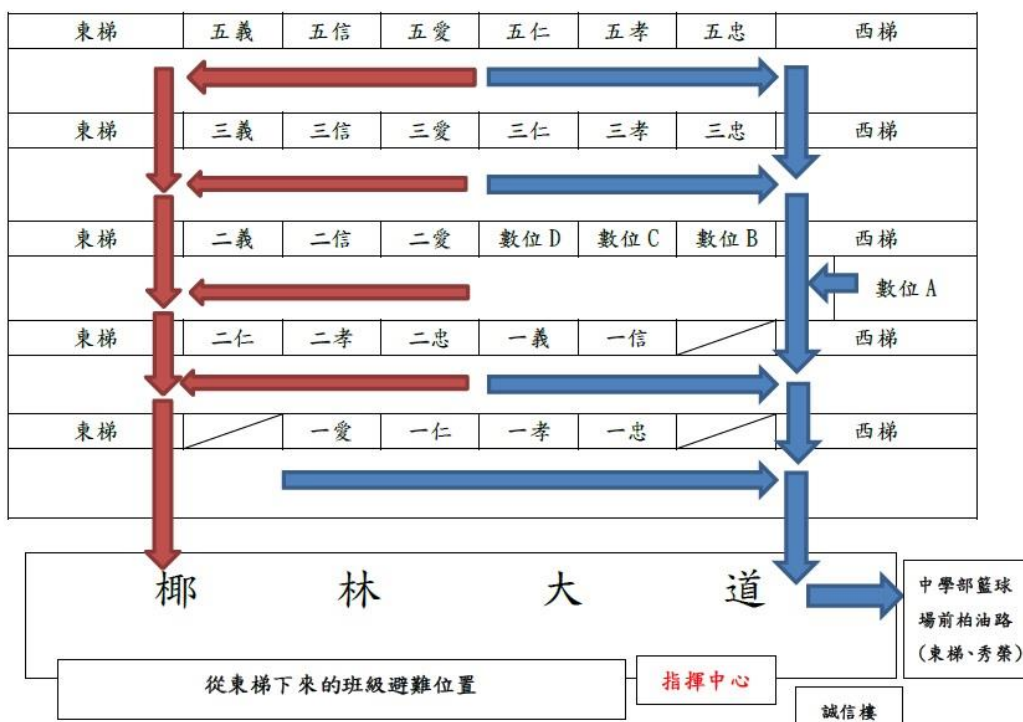 東梯 五義 五信 五愛 五仁 五孝 五忠 西梯
東梯 三義 三信 三愛 三仁 三孝 三忠 西梯
東梯 二義 二信 二愛 數位D 數位C 數位B 西梯
數位A
東梯 二仁 二孝 二忠 一義 一信 西梯
東梯 一愛 一仁 一孝 一忠 西梯
椰林大道
中學部籃球
場前柏油路
(東梯、秀榮)
從東梯下來的班級避難位置
指揮中心
誠信樓